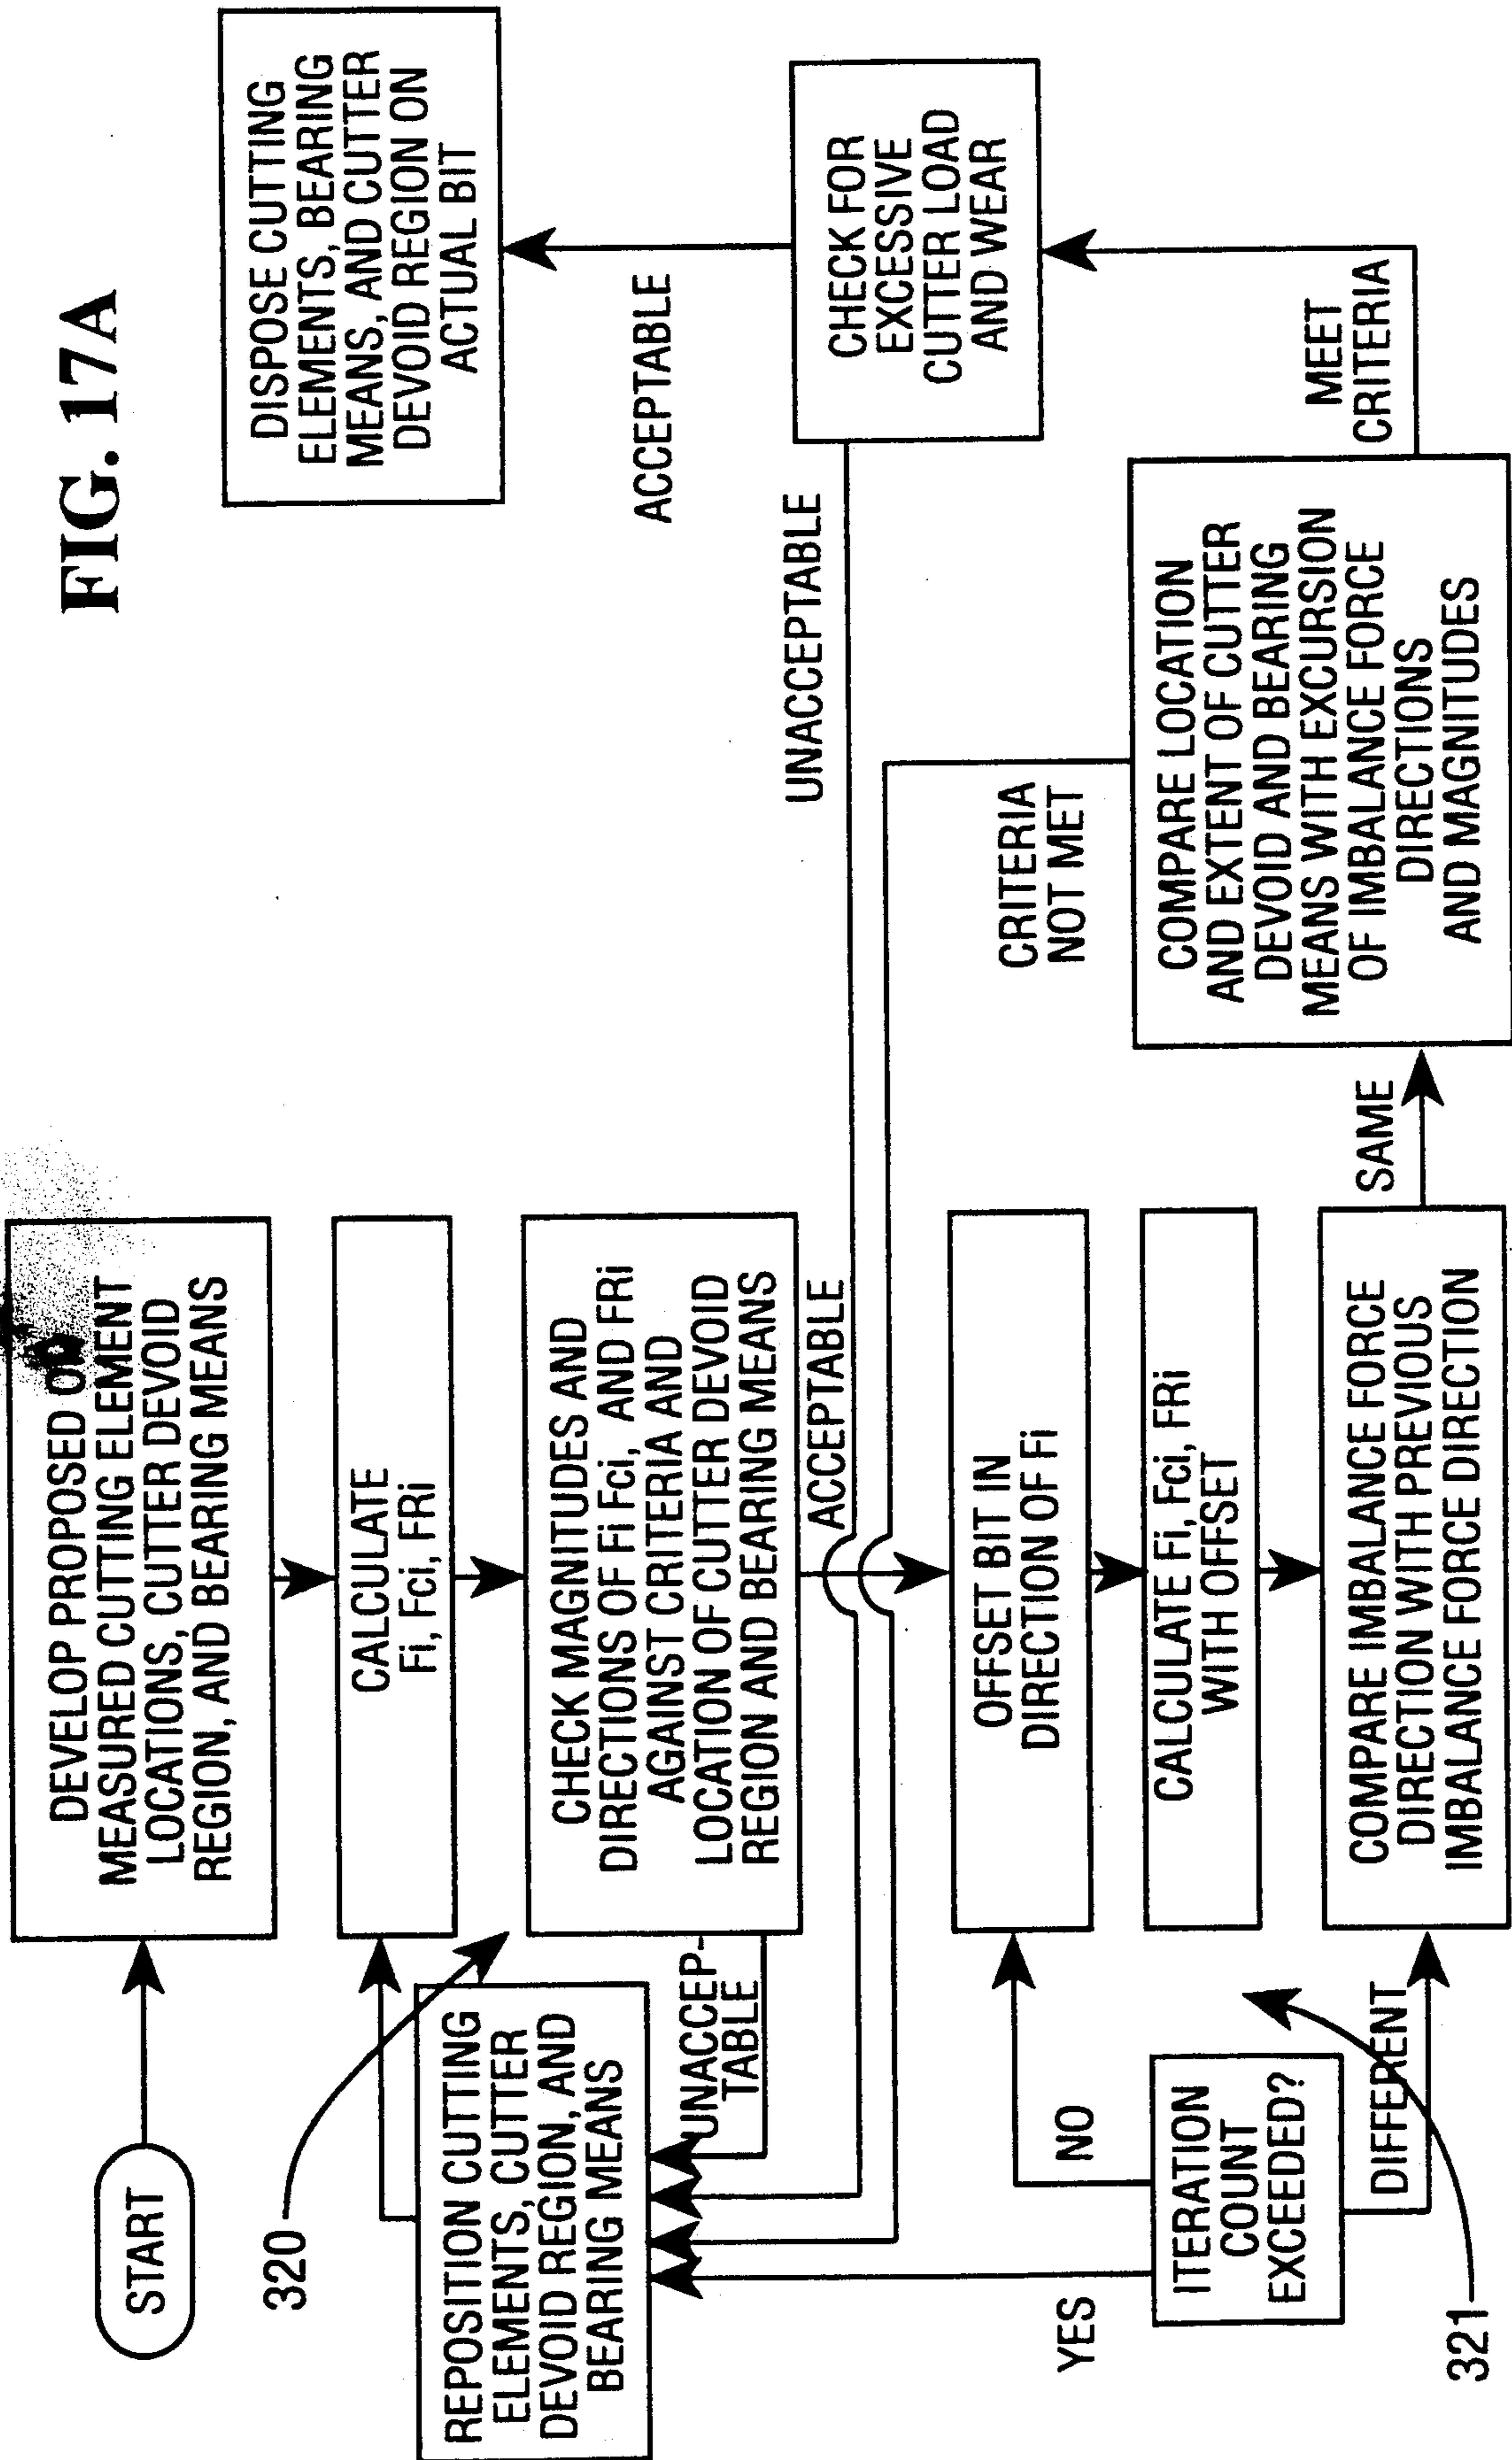 FIG. 17A
START
DEVELOP PROPOSED OR
MEASURED CUTTING ELEMENT
LOCATIONS, CUTTER DEVOID
REGION, AND BEARING MEANS
CALCULATE
Fi, Fci, FRi
320
REPOSITION CUTTING
ELEMENTS, CUTTER
DEVOID REGION, AND
BEARING MEANS
CHECK MAGNITUDES AND
DIRECTIONS OF Fi Fci, AND FRi
AGAINST CRITERIA AND
LOCATION OF CUTTER DEVOID
REGION AND BEARING MEANS
UNACCEP-
TABLE
ACCEPTABLE
OFFSET BIT IN
DIRECTION OF Fi
CALCULATE Fi, Fci, FRi
WITH OFFSET
COMPARE IMBALANCE FORCE
DIRECTION WITH PREVIOUS
IMBALANCE FORCE DIRECTION
YES
NO
ITERATION
COUNT
EXCEEDED?
DIFFERENT
321
SAME
COMPARE LOCATION
AND EXTENT OF CUTTER
DEVOID AND BEARING
MEANS WITH EXCURSION
OF IMBALANCE FORCE
DIRECTIONS
AND MAGNITUDES
CRITERIA
NOT MET
MEET
CRITERIA
CHECK FOR
EXCESSIVE
CUTTER LOAD
AND WEAR
UNACCEPTABLE
ACCEPTABLE
DISPOSE CUTTING
ELEMENTS, BEARING
MEANS, AND CUTTER
DEVOID REGION ON
ACTUAL BIT